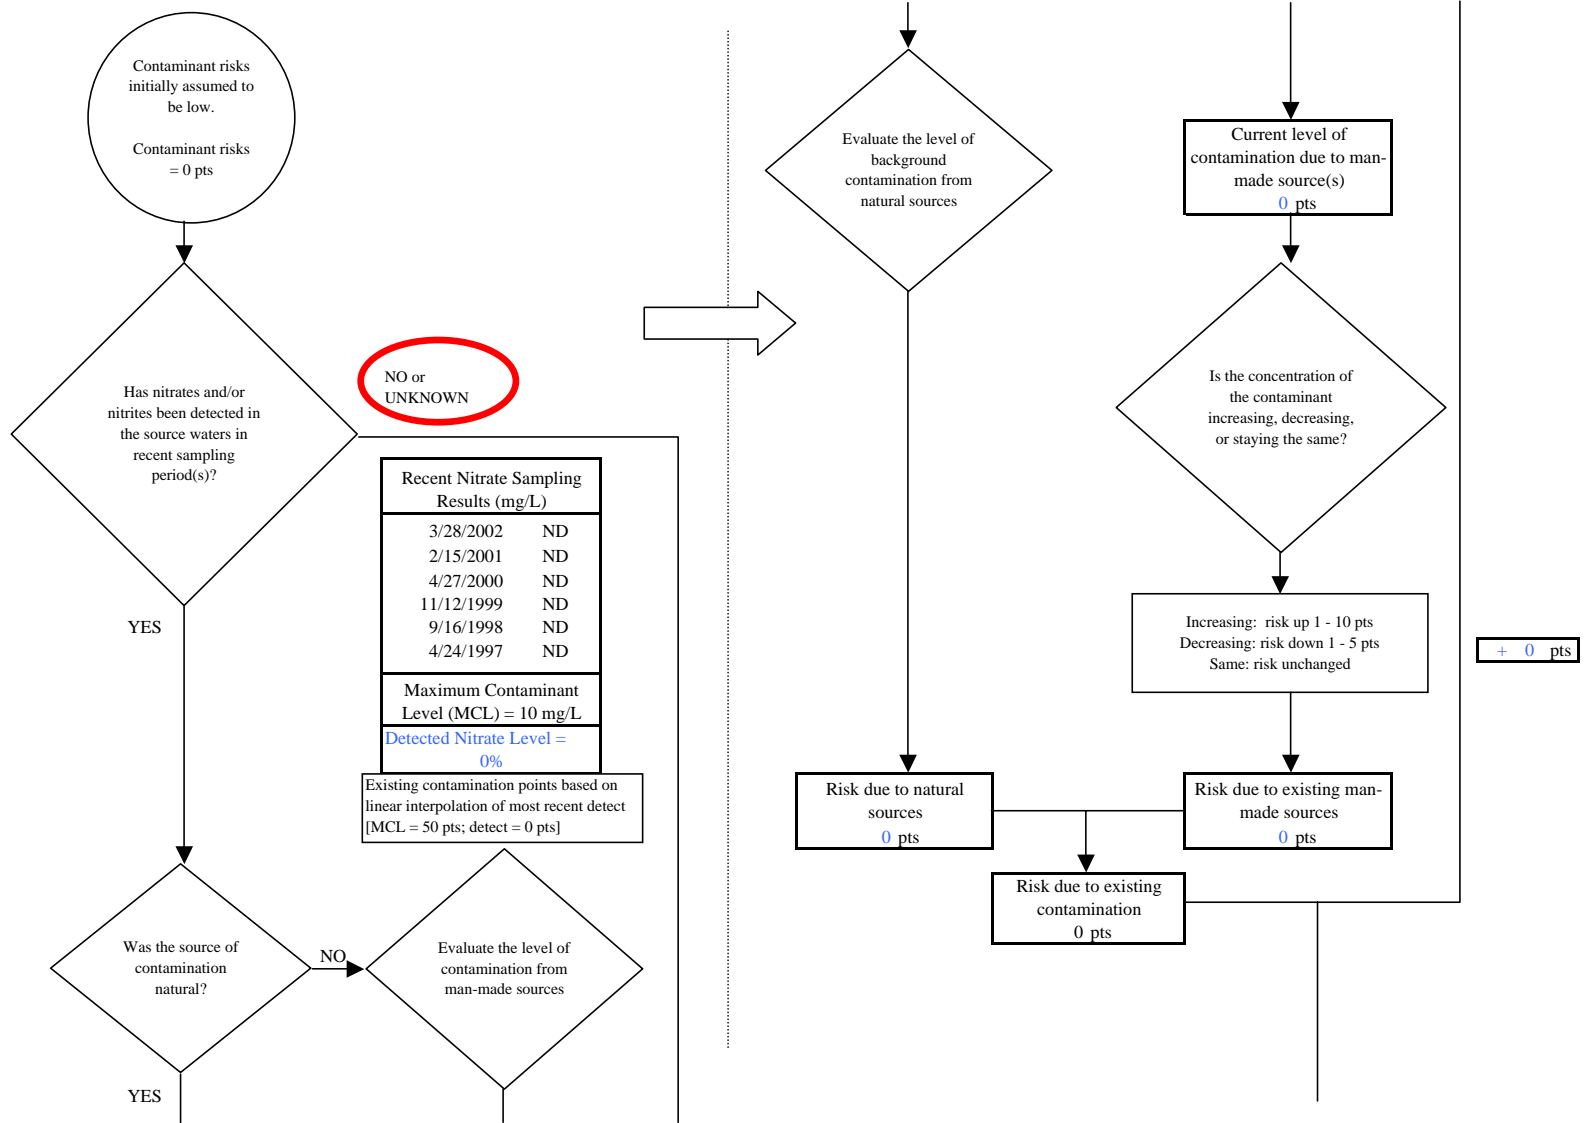 Contaminant risks
initially assumed to
be low.
Contaminant risks
= 0 pts
Has nitrates and/or
nitrites been detected in
the source waters in
recent sampling
period(s)?
NO or
UNKNOWN
YES
Recent Nitrate Sampling
Results (mg/L)
3/28/2002 ND
2/15/2001 ND
4/27/2000 ND
11/12/1999 ND
9/16/1998 ND
4/24/1997 ND
Maximum Contaminant
Level (MCL) = 10 mg/L
Detected Nitrate Level =
0%
Existing contamination points based on
linear interpolation of most recent detect
[MCL = 50 pts; detect = 0 pts]
Was the source of
contamination
natural?
NO
Evaluate the level of
contamination from
man-made sources
YES
Evaluate the level of
background
contamination from
natural sources
Current level of
contamination due to man-
made source(s)
0 pts
Is the concentration of
the contaminant
increasing, decreasing,
or staying the same?
Increasing: risk up 1 - 10 pts
Decreasing: risk down 1 - 5 pts
Same: risk unchanged
+ 0 pts
Risk due to natural
sources
0 pts
Risk due to existing man-
made sources
0 pts
Risk due to existing
contamination
0 pts